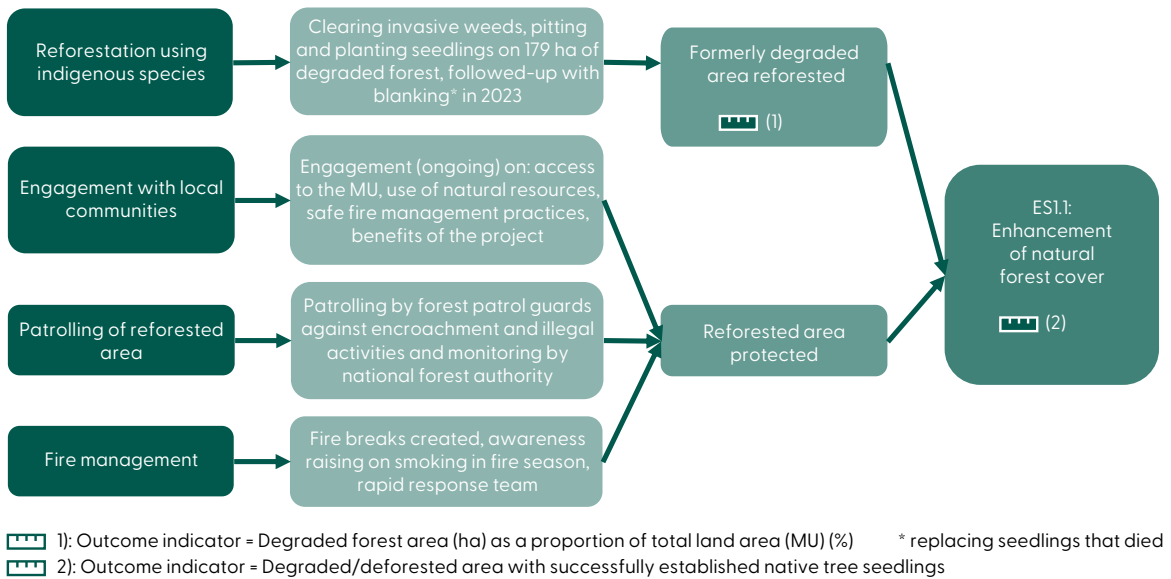 Reforestation using
indigenous species
Clearing invasive weeds, pitting
and planting seedlings on 179 ha of
degraded forest, followed-up with
blanking* in 2023
Formerly degraded
area reforested
(1)
Engagement with local
communities
Engagement (ongoing) on: access
to the MU, use of natural resources,
safe fire management practices,
benefits of the project
Patrolling of reforested
area
Patrolling by forest patrol guards
against encroachment and illegal
activities and monitoring by
national forest authority
Reforested area
protected
Fire management
Fire breaks created, awareness
raising on smoking in fire season,
rapid response team
ES1.1:
Enhancement
of natural
forest cover
(2)
1): Outcome indicator = Degraded forest area (ha) as a proportion of total land area (MU) (%)
* replacing seedlings that died
2): Outcome indicator = Degraded/deforested area with successfully established native tree seedlings